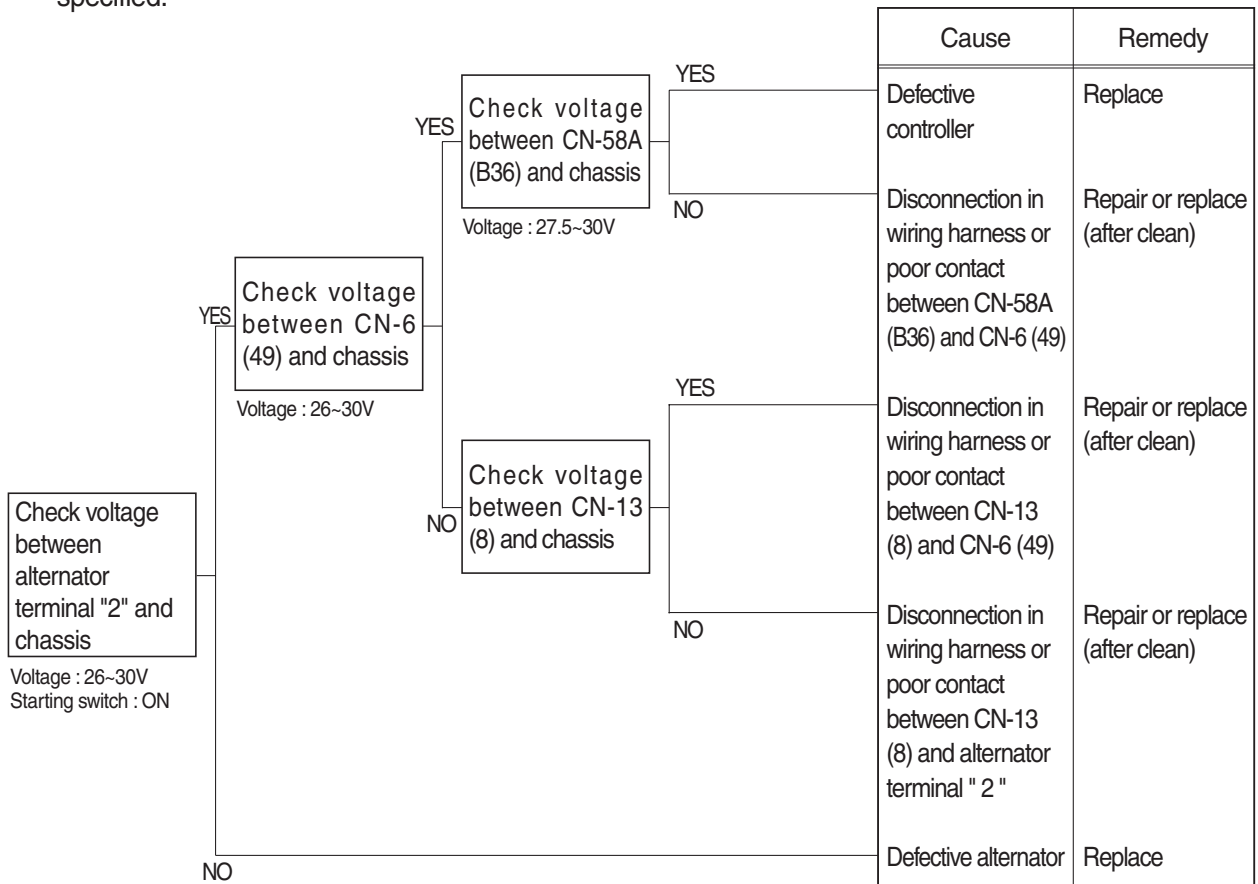 specified.
Cause
Remedy
YES
Check voltage
between CN-58A
(B36) and chassis
YES
Voltage : 27.5~30V
NO
Defective
controller
Replace
Disconnection in
wiring harness or
poor contact
between CN-58A
(B36) and CN-6 (49)
Repair or replace
(after clean)
YES
Check voltage
between CN-6
(49) and chassis
Voltage : 26~30V
YES
NO
Check voltage
between CN-13
(8) and chassis
NO
Disconnection in
wiring harness or
poor contact
between CN-13
(8) and CN-6 (49)
Repair or replace
(after clean)
Disconnection in
wiring harness or
poor contact
between CN-13
(8) and alternator
terminal " 2 "
Repair or replace
(after clean)
Check voltage
between
alternator
terminal "2" and
chassis
Voltage : 26~30V
Starting switch : ON
NO
Defective alternator
Replace